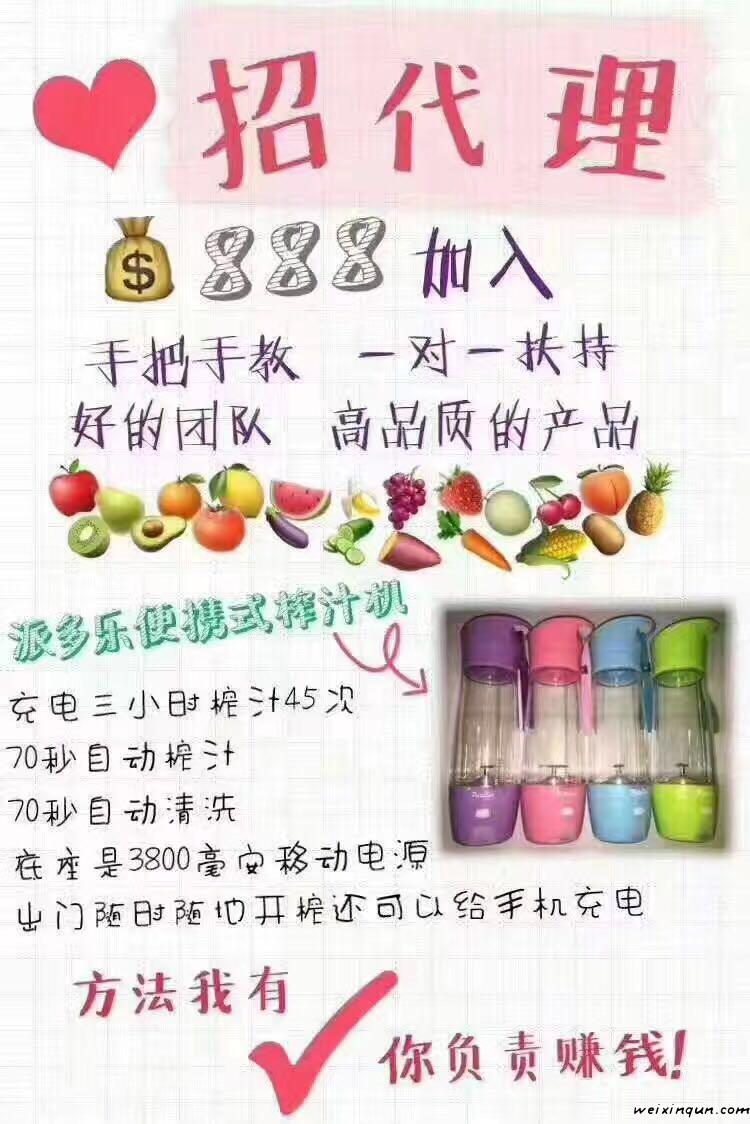 招代理
888 加入
手把手教 一对一扶持
好的团队 高品质的产品
派多乐便携式榨汁机
充电三小时榨汁45次
70秒自动榨汁
70秒自动清洗
底座是3800毫安移动电源
出门随时随地开榨还可以给手机充电
方法我有
你负责赚钱!
weixinqun.com